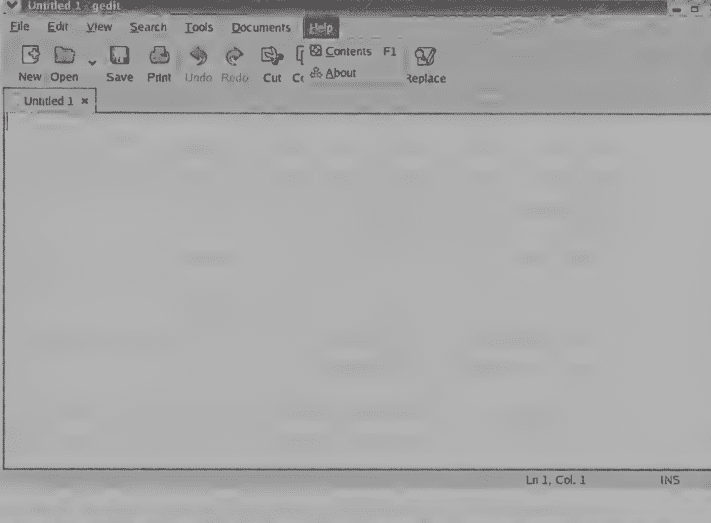 Untitled 1 - gedit
File Edit View Search Tools Documents Help
Contents F1
About
New Open Save Print Undo Redo Cut Replace
Untitled 1
Ln 1, Col. 1 INS